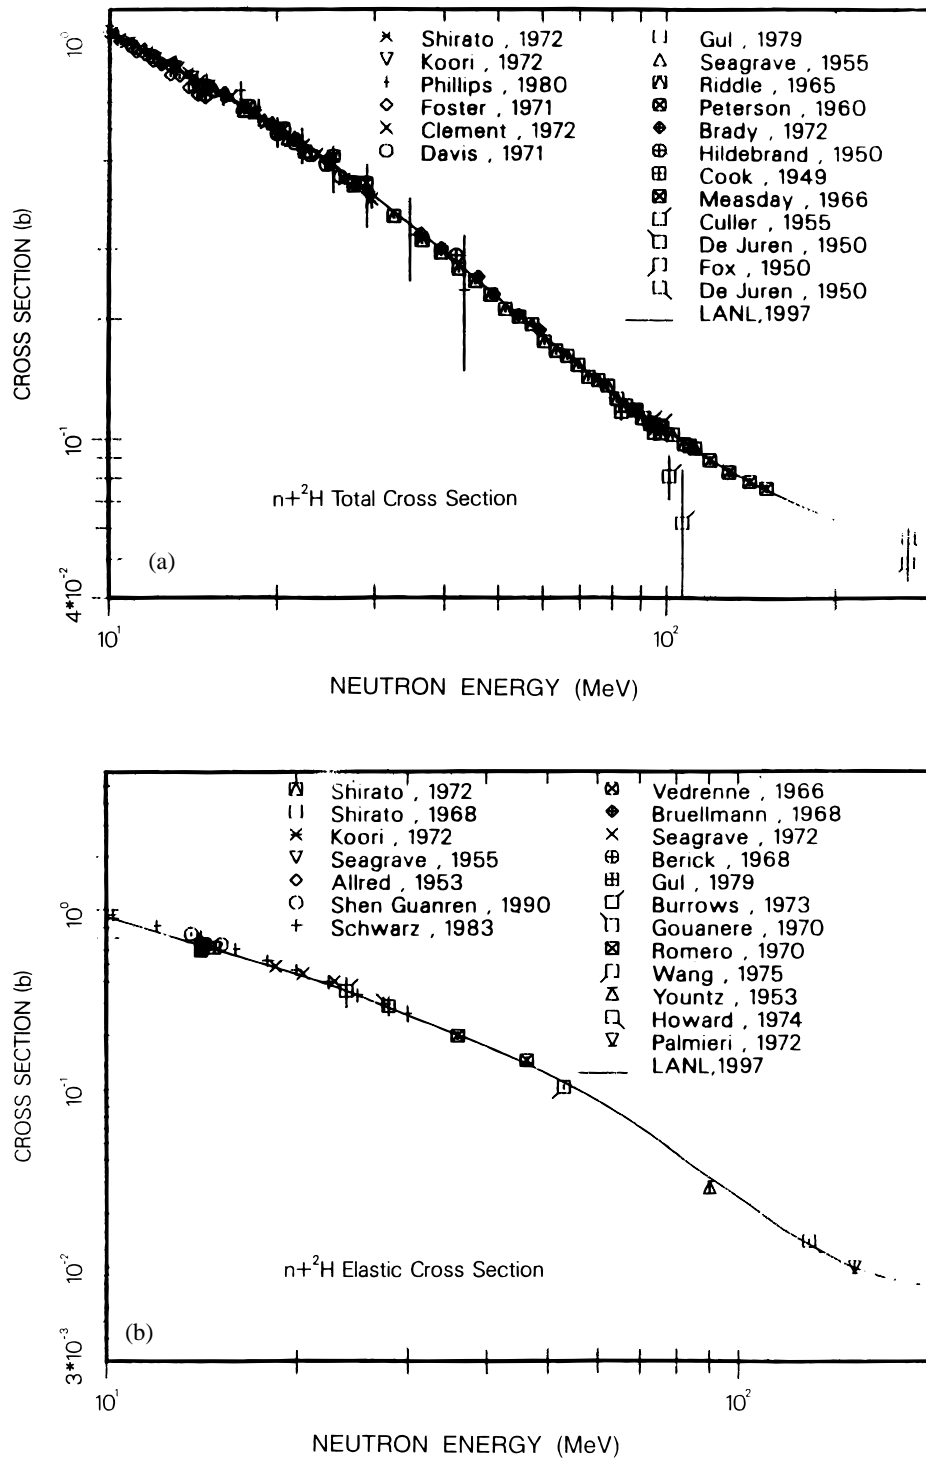 10⁰
Shirato , 1972
Koori , 1972
Phillips , 1980
Foster , 1971
Clement , 1972
Davis , 1971
Gul , 1979
Seagrave , 1955
Riddle , 1965
Peterson , 1960
Brady , 1972
Hildebrand , 1950
Cook , 1949
Measday , 1966
Culler , 1955
De Juren , 1950
Fox , 1950
De Juren , 1950
LANL,1997
CROSS SECTION (b)
10⁻¹
n+²H Total Cross Section
(a)
4*10⁻²
10¹
10²
NEUTRON ENERGY (MeV)
Shirato , 1972
Shirato , 1968
Koori , 1972
Seagrave , 1955
Allred , 1953
Shen Guanren , 1990
Schwarz , 1983
Vedrenne , 1966
Bruellmann , 1968
Seagrave , 1972
Berick , 1968
Gul , 1979
Burrows , 1973
Gouanere , 1970
Romero , 1970
Wang , 1975
Yountz , 1953
Howard , 1974
Palmieri , 1972
LANL,1997
10⁰
CROSS SECTION (b)
10⁻¹
10⁻²
n+²H Elastic Cross Section
(b)
3*10⁻³
10¹
10²
NEUTRON ENERGY (MeV)